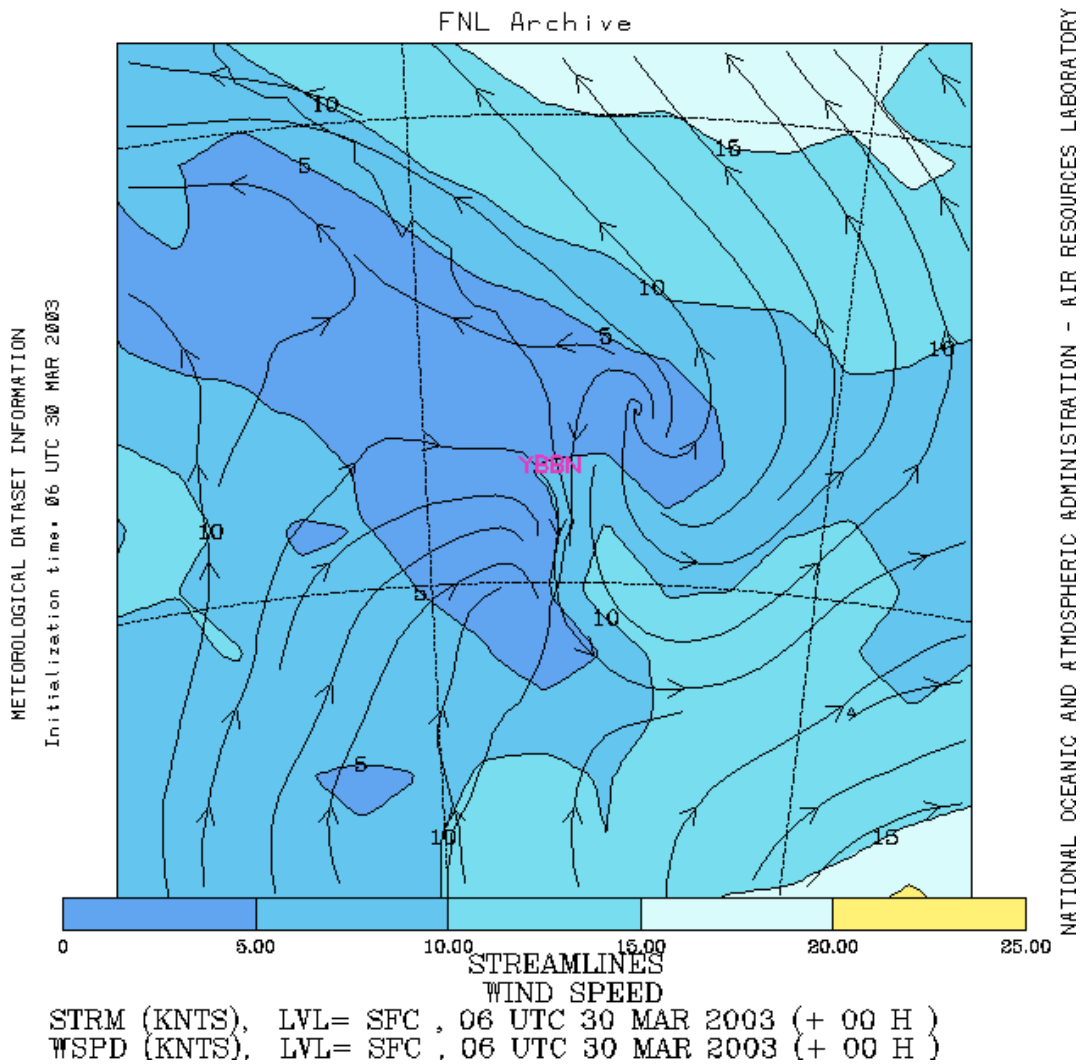 FNL Archive
NATIONAL OCEANIC AND ATMOSPHERIC ADMINISTRATION - AIR RESOURCES LABORATORY
METEOROLOGICAL DATASET INFORMATION
Initialization time: 06 UTC 30 MAR 2003
10
15
5
10
5
10
YBBN
10
5
10
5
10
15
0 5.00 10.00 15.00 20.00 25.00
STREAMLINES
WIND SPEED
STRM (KNTS), LVL= SFC , 06 UTC 30 MAR 2003 (+ 00 H )
WSPD (KNTS), LVL= SFC , 06 UTC 30 MAR 2003 (+ 00 H )